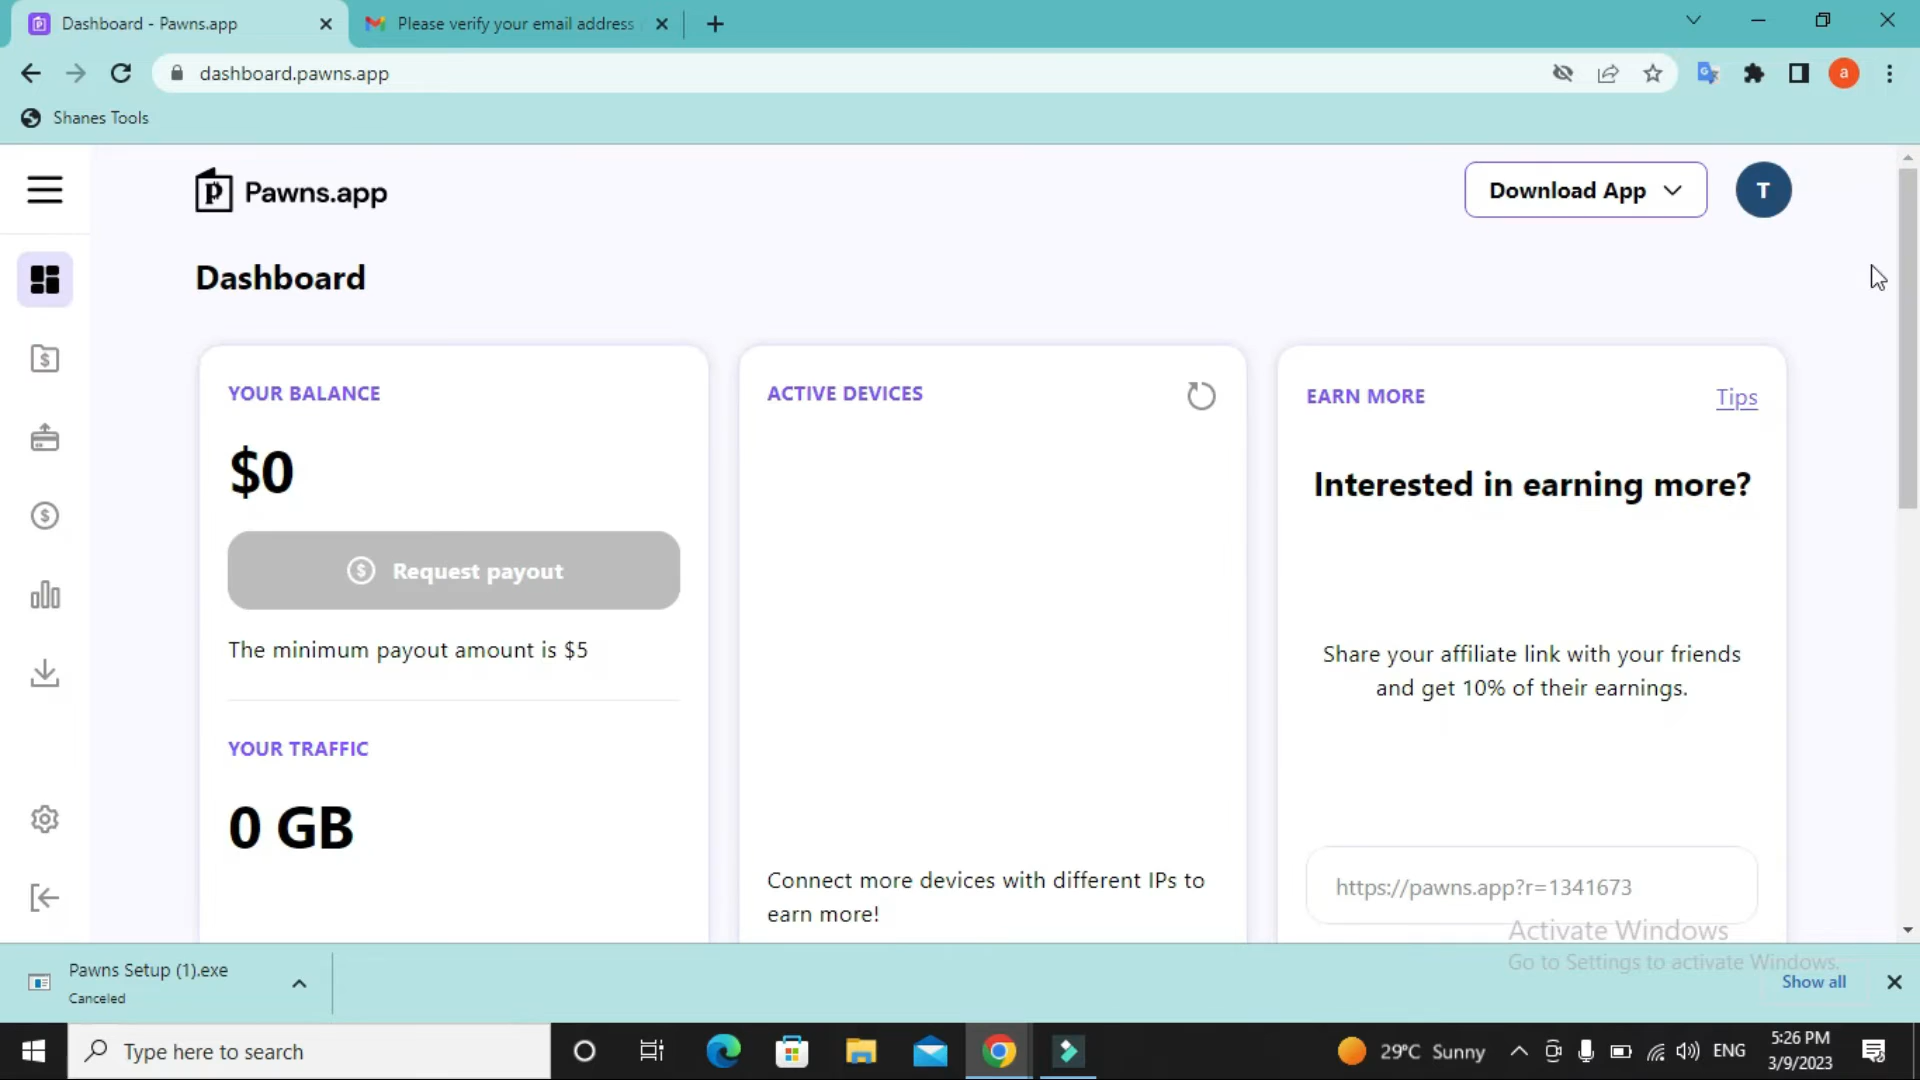 Dashboard - Pawns.app
Please verify your email address
dashboard.pawns.app
a
Shanes Tools
Pawns.app
Download App
T
Dashboard
YOUR BALANCE
$0
Request payout
The minimum payout amount is $5
YOUR TRAFFIC
0 GB
ACTIVE DEVICES
Connect more devices with different IPs to
earn more!
EARN MORE
Tips
Interested in earning more?
Share your affiliate link with your friends
and get 10% of their earnings.
https://pawns.app?r=1341673
Activate Windows
Go to Settings to activate Windows.
Pawns Setup (1).exe
Canceled
Show all
Type here to search
29°C Sunny
ENG
5:26 PM
3/9/2023